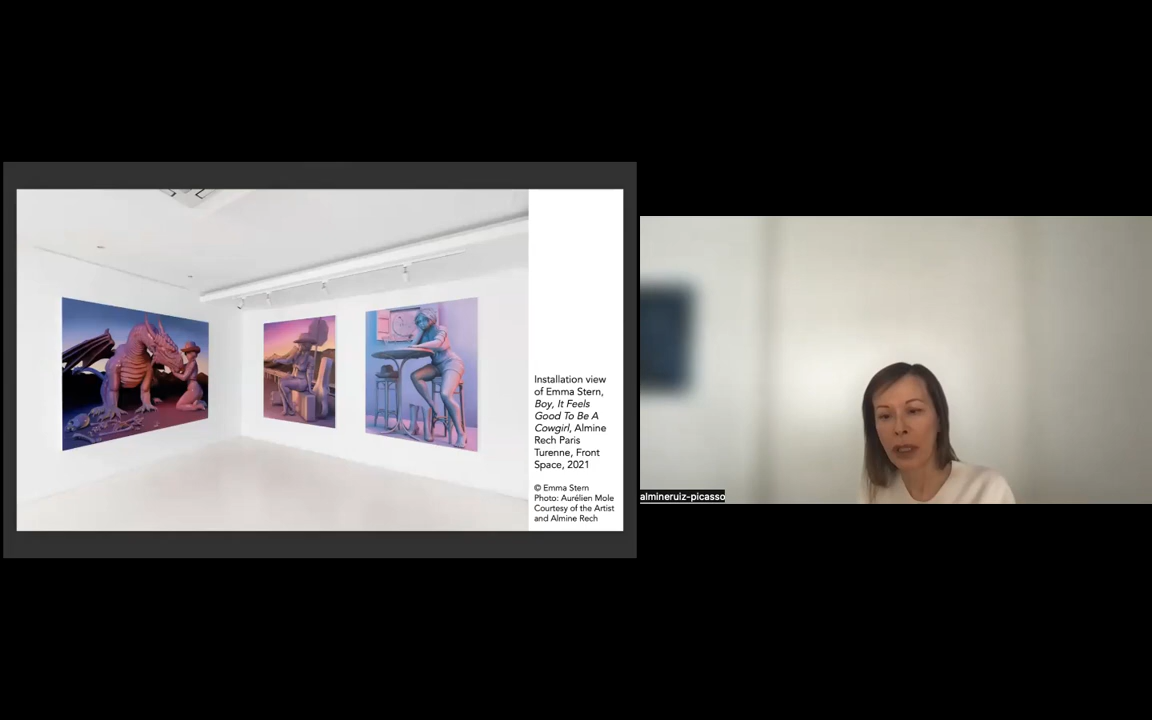 Installation view
of Emma Stern,
Boy, It Feels
Good To Be A
Cowgirl, Almine
Rech Paris
Turenne, Front
Space, 2021
© Emma Stern
Photo: Aurélien Mole
Courtesy of the Artist
and Almine Rech
almineruiz-picasso